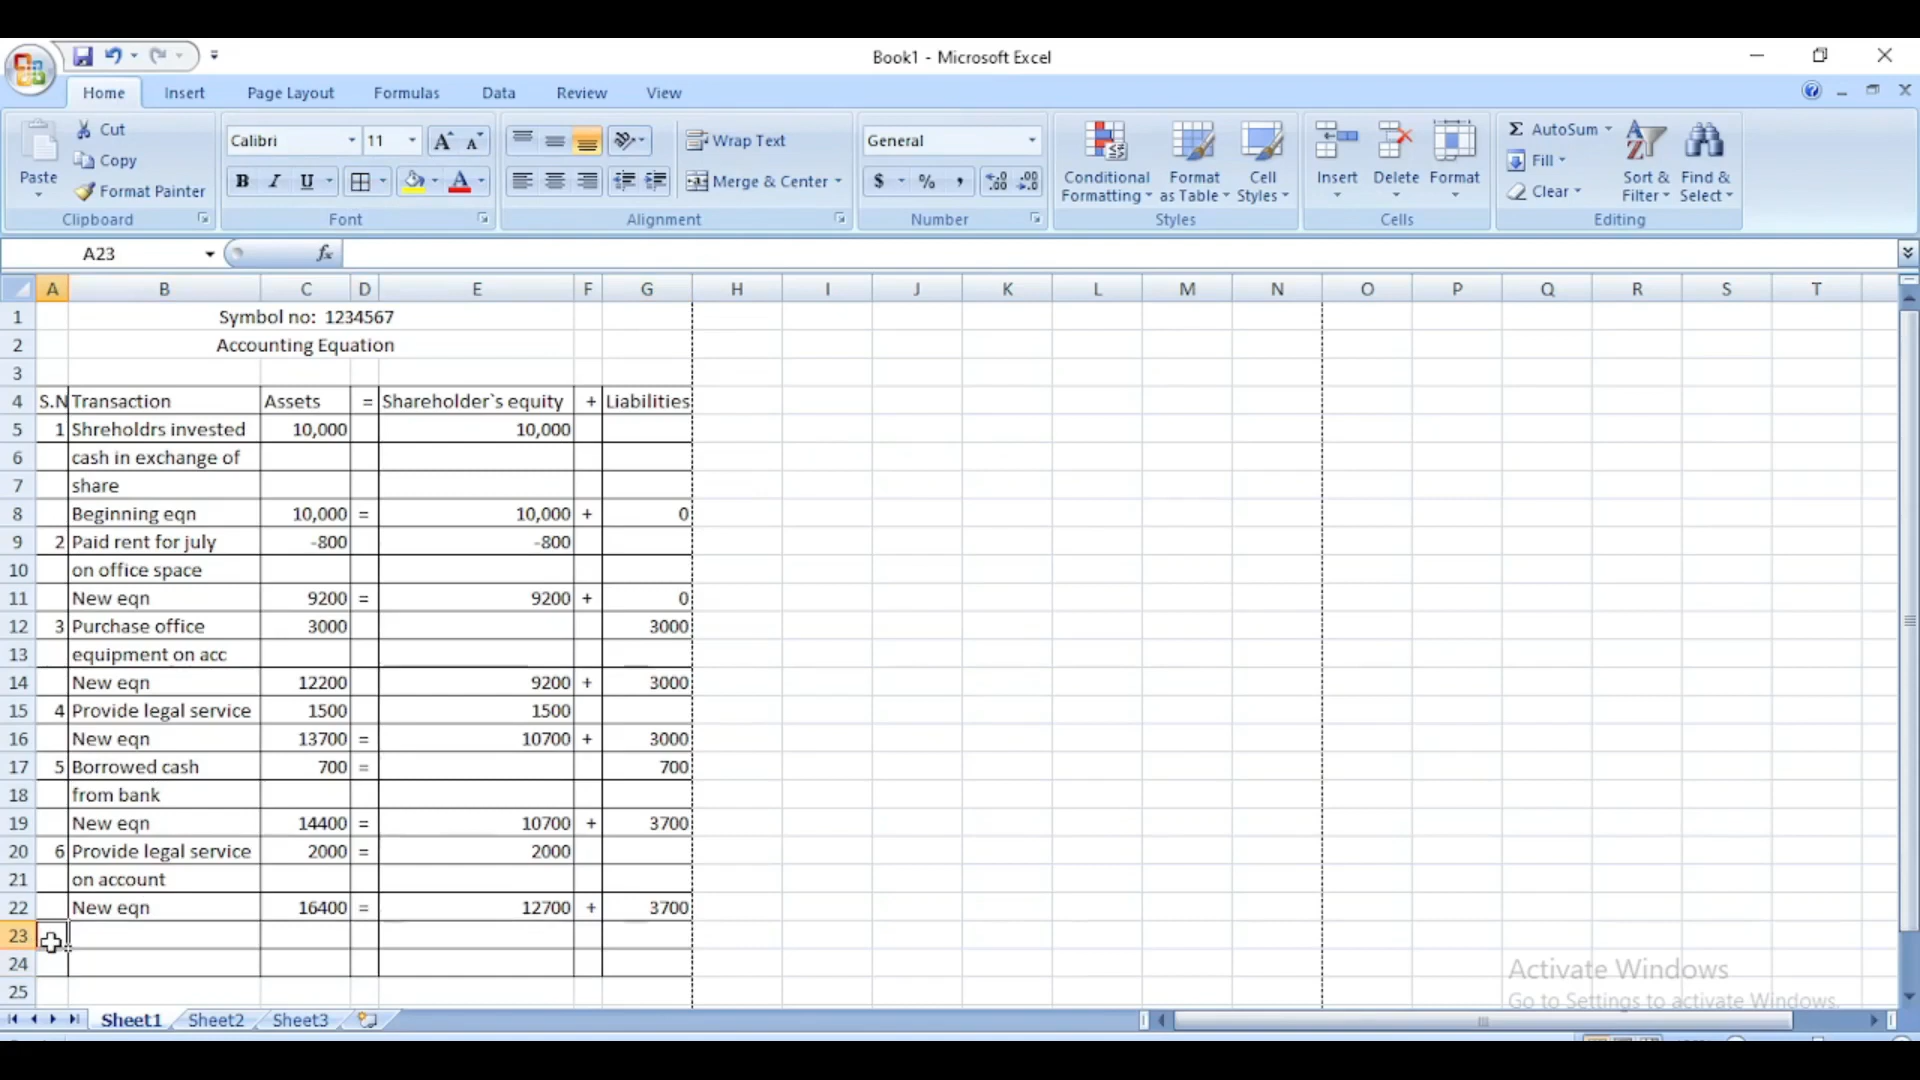 Book1 - Microsoft Excel
Home Insert Page Layout Formulas Data Review View
Paste
Cut
Copy
Format Painter
Clipboard
Calibri 11
B I U
Font
Wrap Text
Merge & Center
Alignment
General
$ % ,
Number
Conditional Formatting
Format as Table
Cell Styles
Styles
Insert Delete Format
Cells
Σ AutoSum
Fill
Clear
Sort & Filter
Find & Select
Editing
A23 fx
A B C D E F G H I J K L M N O P Q R S T
1 Symbol no: 1234567
2 Accounting Equation
3
4 S.N Transaction Assets = Shareholder`s equity + Liabilities
5 1 Shreholdrs invested 10,000 10,000
6 cash in exchange of
7 share
8 Beginning eqn 10,000 = 10,000 + 0
9 2 Paid rent for july -800 -800
10 on office space
11 New eqn 9200 = 9200 + 0
12 3 Purchase office 3000 3000
13 equipment on acc
14 New eqn 12200 9200 + 3000
15 4 Provide legal service 1500 1500
16 New eqn 13700 = 10700 + 3000
17 5 Borrowed cash 700 = 700
18 from bank
19 New eqn 14400 = 10700 + 3700
20 6 Provide legal service 2000 = 2000
21 on account
22 New eqn 16400 = 12700 + 3700
23
24
25
Activate Windows
Go to Settings to activate Windows.
Sheet1 Sheet2 Sheet3